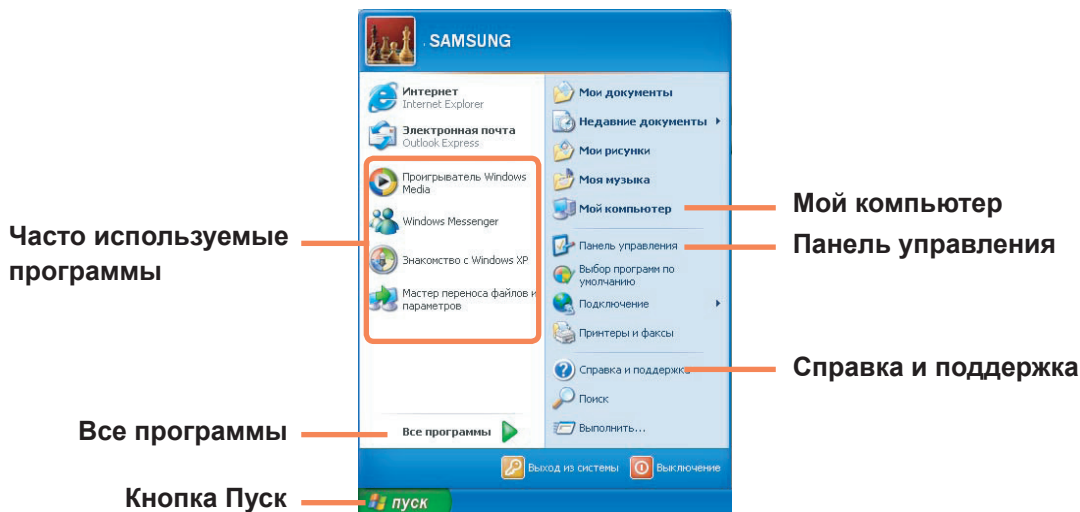 SAMSUNG
Интернет
Internet Explorer
Электронная почта
Outlook Express
Проигрыватель Windows
Media
Windows Messenger
Знакомство с Windows XP
Мастер переноса файлов и
параметров
Все программы
Мои документы
Недавние документы
Мои рисунки
Моя музыка
Мой компьютер
Панель управления
Выбор программ по
умолчанию
Подключение
Принтеры и факсы
Справка и поддержка
Поиск
Выполнить...
Выход из системы
Выключение
пуск
Часто используемые
программы
Все программы
Кнопка Пуск
Мой компьютер
Панель управления
Справка и поддержка